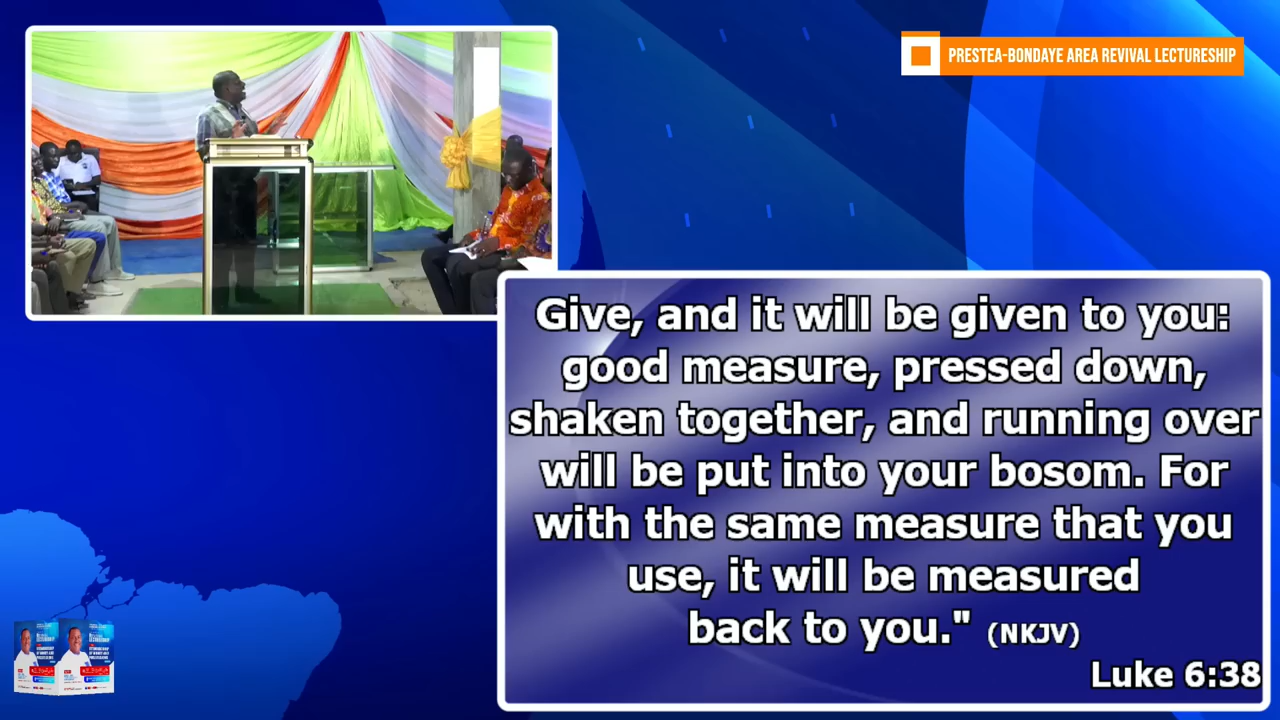 PRESTEA-BONDAYE AREA REVIVAL LECTURESHIP
Give, and it will be given to you:
good measure, pressed down,
shaken together, and running over
will be put into your bosom. For
with the same measure that you
use, it will be measured
back to you." (NKJV)
Luke 6:38